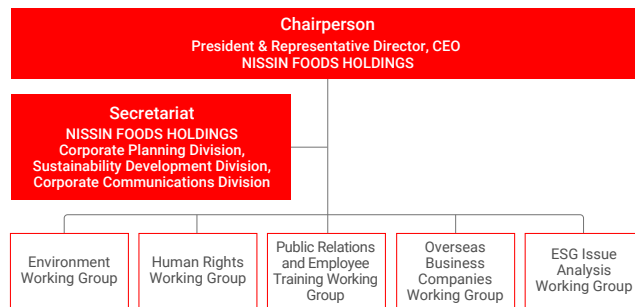 Chairperson
President & Representative Director, CEO
NISSIN FOODS HOLDINGS
Secretariat
NISSIN FOODS HOLDINGS
Corporate Planning Division,
Sustainability Development Division,
Corporate Communications Division
Environment
Working Group
Human Rights
Working Group
Public Relations
and Employee
Training Working
Group
Overseas
Business
Companies
Working Group
ESG Issue
Analysis
Working Group